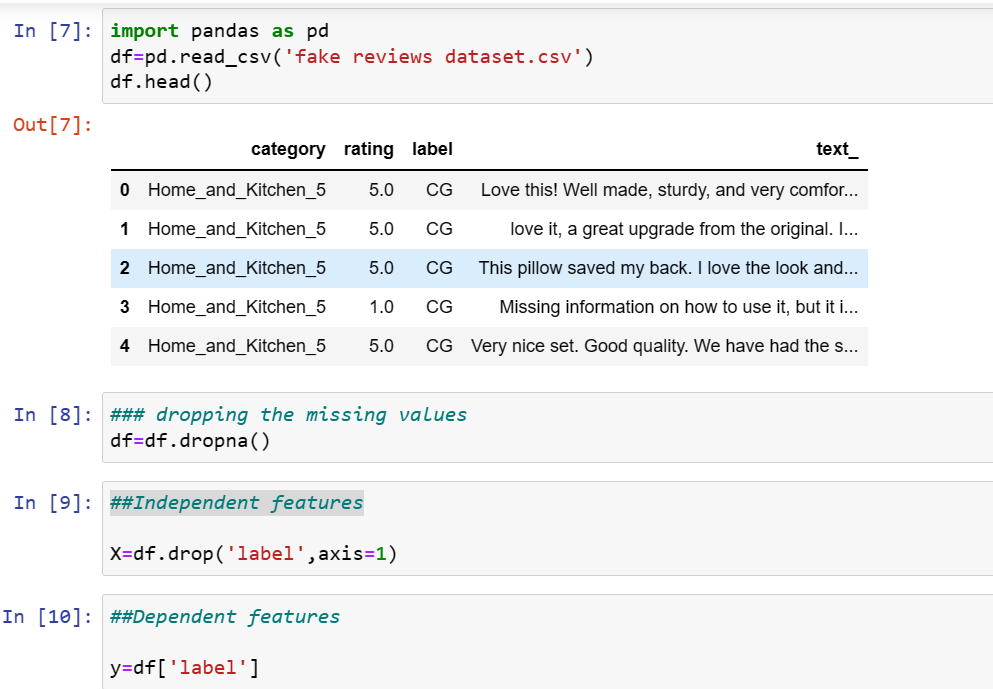 In [7]: import pandas as pd
df=pd.read_csv('fake reviews dataset.csv')
df.head()
Out[7]:
category rating label text_
0 Home_and_Kitchen_5 5.0 CG Love this! Well made, sturdy, and very comfor...
1 Home_and_Kitchen_5 5.0 CG love it, a great upgrade from the original. I...
2 Home_and_Kitchen_5 5.0 CG This pillow saved my back. I love the look and...
3 Home_and_Kitchen_5 1.0 CG Missing information on how to use it, but it i...
4 Home_and_Kitchen_5 5.0 CG Very nice set. Good quality. We have had the s...
In [8]: ### dropping the missing values
df=df.dropna()
In [9]: ##Independent features
X=df.drop('label',axis=1)
In [10]: ##Dependent features
y=df['label']